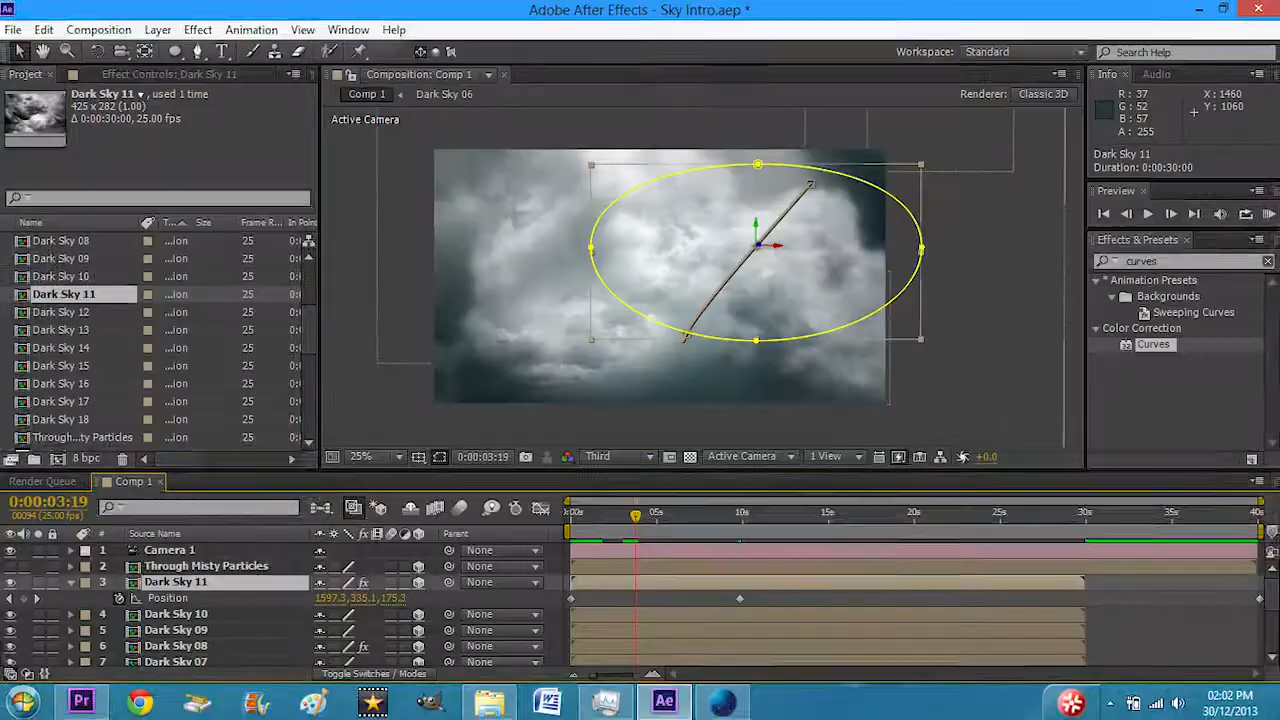 Adobe After Effects - Sky Intro.aep *
File Edit Composition Layer Effect Animation View Window Help
Workspace: Standard Search Help
Project Effect Controls: Dark Sky 11 Composition: Comp 1 Info Audio
Dark Sky 11 , used 1 time
425 x 282 (1.00)
Δ 0:00:30:00, 25.00 fps
Comp 1 Dark Sky 06 Renderer: Classic 3D
Active Camera
R: 37 X: 1460
G: 52 Y: 1060
B: 57
A: 255
Dark Sky 11
Duration: 0:00:30:00
Preview
Effects & Presets
curves
* Animation Presets
Backgrounds
Sweeping Curves
Color Correction
Curves
Name T... Size Frame R... In Poin
Dark Sky 08 ...ion 25 0:
Dark Sky 09 ...ion 25 0:
Dark Sky 10 ...ion 25 0:
Dark Sky 11 ...ion 25 0:
Dark Sky 12 ...ion 25 0:
Dark Sky 13 ...ion 25 0:
Dark Sky 14 ...ion 25 0:
Dark Sky 15 ...ion 25 0:
Dark Sky 16 ...ion 25 0:
Dark Sky 17 ...ion 25 0:
Dark Sky 18 ...ion 25 0:
Through...ty Particles ...ion 25 0:
8 bpc
25% 0:00:03:19 Third Active Camera 1 View +0.0
Render Queue Comp 1
0:00:03:19
00094 (25.00 fps)
:00s 05s 10s 15s 20s 25s 30s 35s 40s
# Source Name Parent
1 Camera 1 None
2 Through Misty Particles None
3 Dark Sky 11 fx None
Position 1597.3,335.1,175.3
4 Dark Sky 10 None
5 Dark Sky 09 None
6 Dark Sky 08 fx None
7 Dark Sky 07 None
Toggle Switches / Modes
Pr W Ae
02:02 PM
30/12/2013